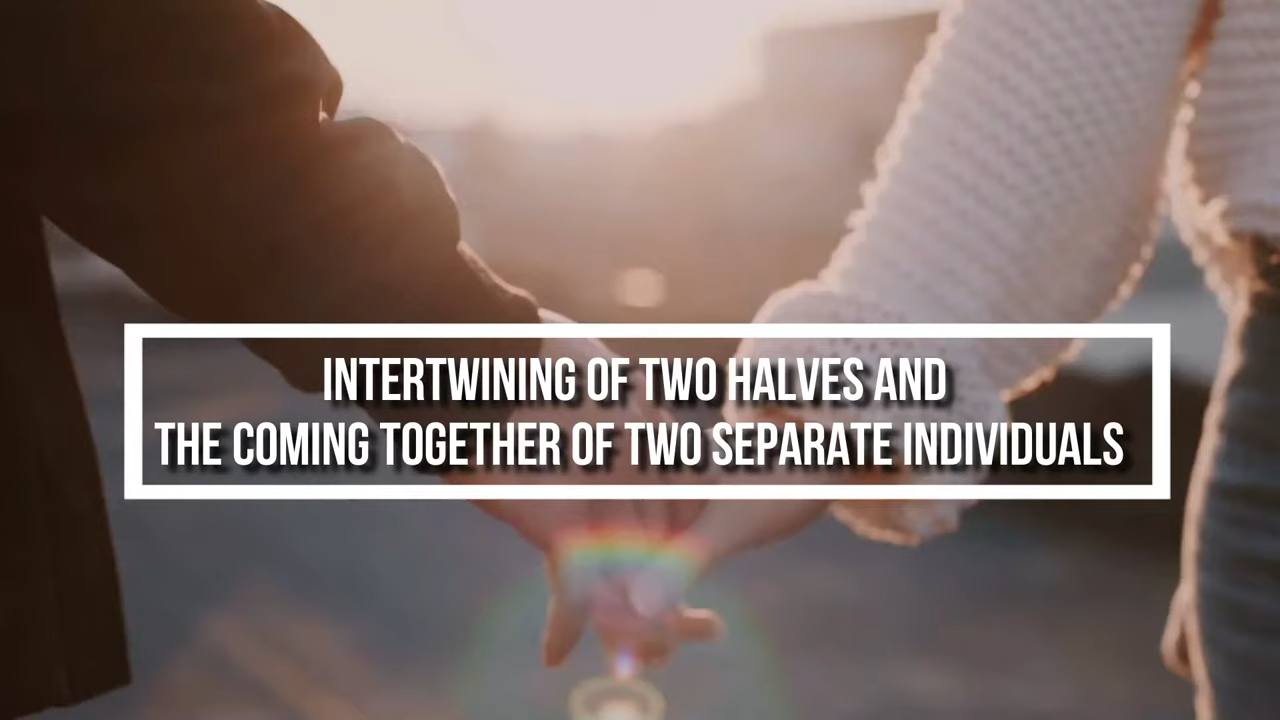 INTERTWINING OF TWO HALVES AND
THE COMING TOGETHER OF TWO SEPARATE INDIVIDUALS